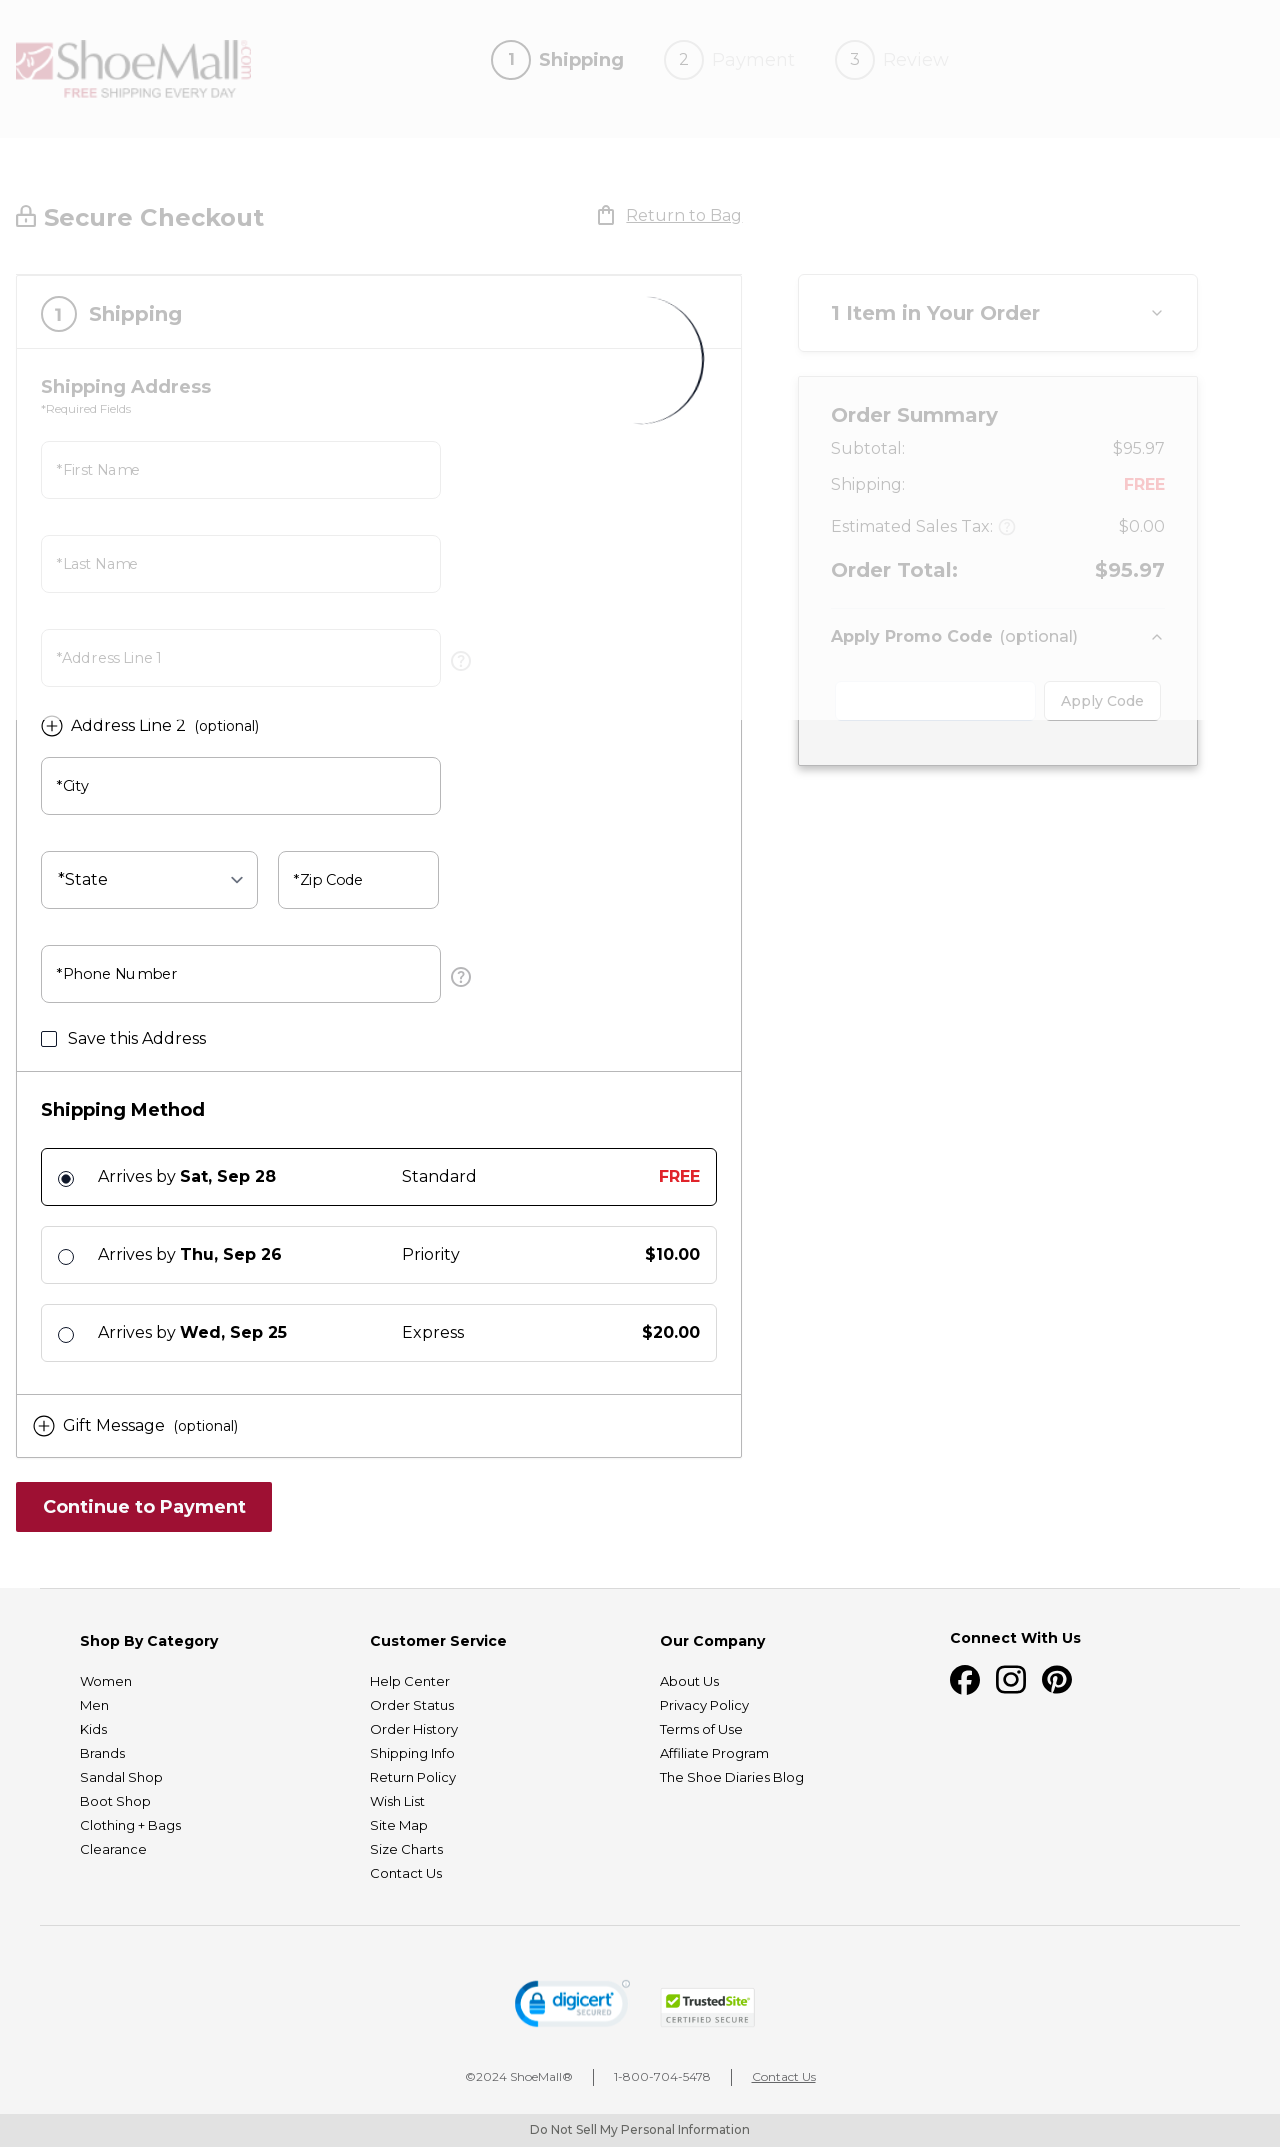 ShoeMall.com
FREE SHIPPING EVERY DAY
1 Shipping 2 Payment 3 Review
Secure Checkout
Return to Bag
1 Shipping
Shipping Address
*Required Fields
*First Name
*Last Name
*Address Line 1
?
Address Line 2 (optional)
*City
*State
*Zip Code
*Phone Number
?
Save this Address
Shipping Method
Arrives by Sat, Sep 28 Standard FREE
Arrives by Thu, Sep 26 Priority $10.00
Arrives by Wed, Sep 25 Express $20.00
Gift Message (optional)
Continue to Payment
1 Item in Your Order
Order Summary
Subtotal: $95.97
Shipping: FREE
Estimated Sales Tax: ? $0.00
Order Total: $95.97
Apply Promo Code (optional)
Apply Code
Shop By Category
Women
Men
Kids
Brands
Sandal Shop
Boot Shop
Clothing + Bags
Clearance
Customer Service
Help Center
Order Status
Order History
Shipping Info
Return Policy
Wish List
Site Map
Size Charts
Contact Us
Our Company
About Us
Privacy Policy
Terms of Use
Affiliate Program
The Shoe Diaries Blog
Connect With Us
digicert
SECURED
TrustedSite
CERTIFIED SECURE
©2024 ShoeMall®
1-800-704-5478
Contact Us
Do Not Sell My Personal Information